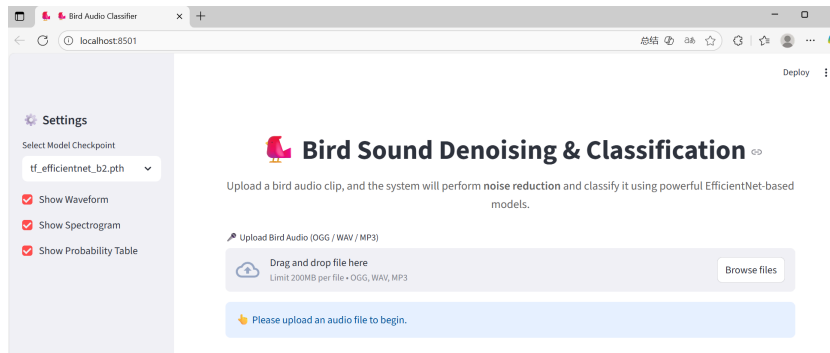 Bird Audio Classifier
localhost:8501
总结
Deploy
Settings
Select Model Checkpoint
tf_efficientnet_b2.pth
Show Waveform
Show Spectrogram
Show Probability Table
Bird Sound Denoising & Classification
Upload a bird audio clip, and the system will perform noise reduction and classify it using powerful EfficientNet-based
models.
Upload Bird Audio (OGG / WAV / MP3)
Drag and drop file here
Limit 200MB per file • OGG, WAV, MP3
Browse files
Please upload an audio file to begin.